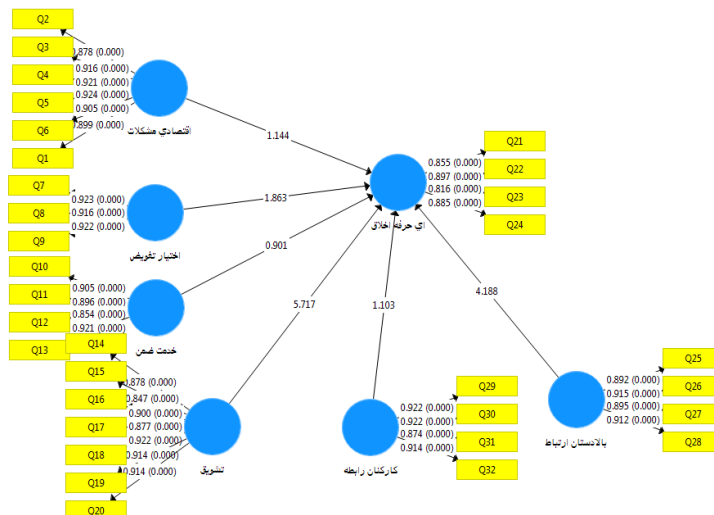 Q2
Q3
Q4
Q5
Q6
Q1
0.878 (0.000)
0.916 (0.000)
0.921 (0.000)
0.924 (0.000)
0.905 (0.000)
0.899 (0.000)
اقتصادي مشكلات
1.144
Q7
Q8
Q9
0.923 (0.000)
0.916 (0.000)
0.922 (0.000)
اختيار تفويض
1.863
Q10
Q11
Q12
Q13
0.905 (0.000)
0.896 (0.000)
0.854 (0.000)
0.921 (0.000)
خدمت ضمن
0.901
Q14
Q15
Q16
Q17
Q18
Q19
Q20
0.878 (0.000)
0.847 (0.000)
0.900 (0.000)
0.877 (0.000)
0.922 (0.000)
0.914 (0.000)
0.914 (0.000)
تشويق
5.717
اي حرفه اخلاق
0.855 (0.000)
0.897 (0.000)
0.816 (0.000)
0.885 (0.000)
Q21
Q22
Q23
Q24
1.103
كاركنان رابطه
0.922 (0.000)
0.922 (0.000)
0.874 (0.000)
0.914 (0.000)
Q29
Q30
Q31
Q32
4.188
بالادستان ارتباط
0.892 (0.000)
0.915 (0.000)
0.895 (0.000)
0.912 (0.000)
Q25
Q26
Q27
Q28